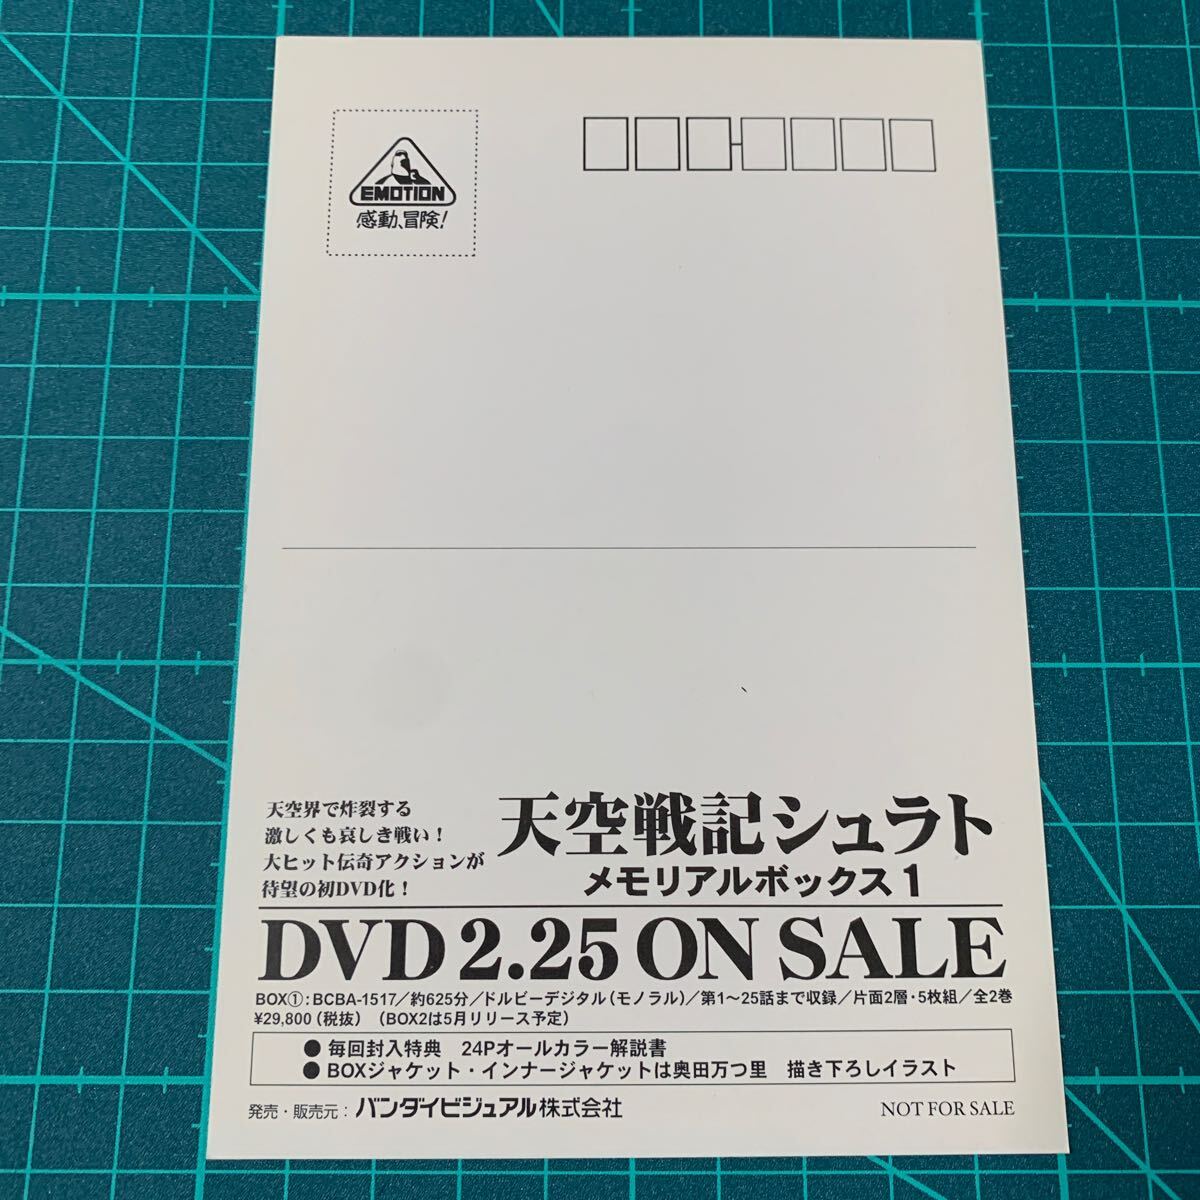 EMOTION
感動、冒険!
天空界で炸裂する
激しくも哀しき戦い!
大ヒット伝奇アクションが
待望の初DVD化!
天空戦記シュラト
メモリアルボックス1
DVD 2.25 ON SALE
BOX①:BCBA-1517/約625分/ドルビーデジタル(モノラル)/第1〜25話まで収録/片面2層・5枚組/全2巻
¥29,800(税抜) (BOX2は5月リリース予定)
● 毎回封入特典 24Pオールカラー解説書
● BOXジャケット・インナージャケットは奥田万つ里 描き下ろしイラスト
発売・販売元:バンダイビジュアル株式会社
NOT FOR SALE